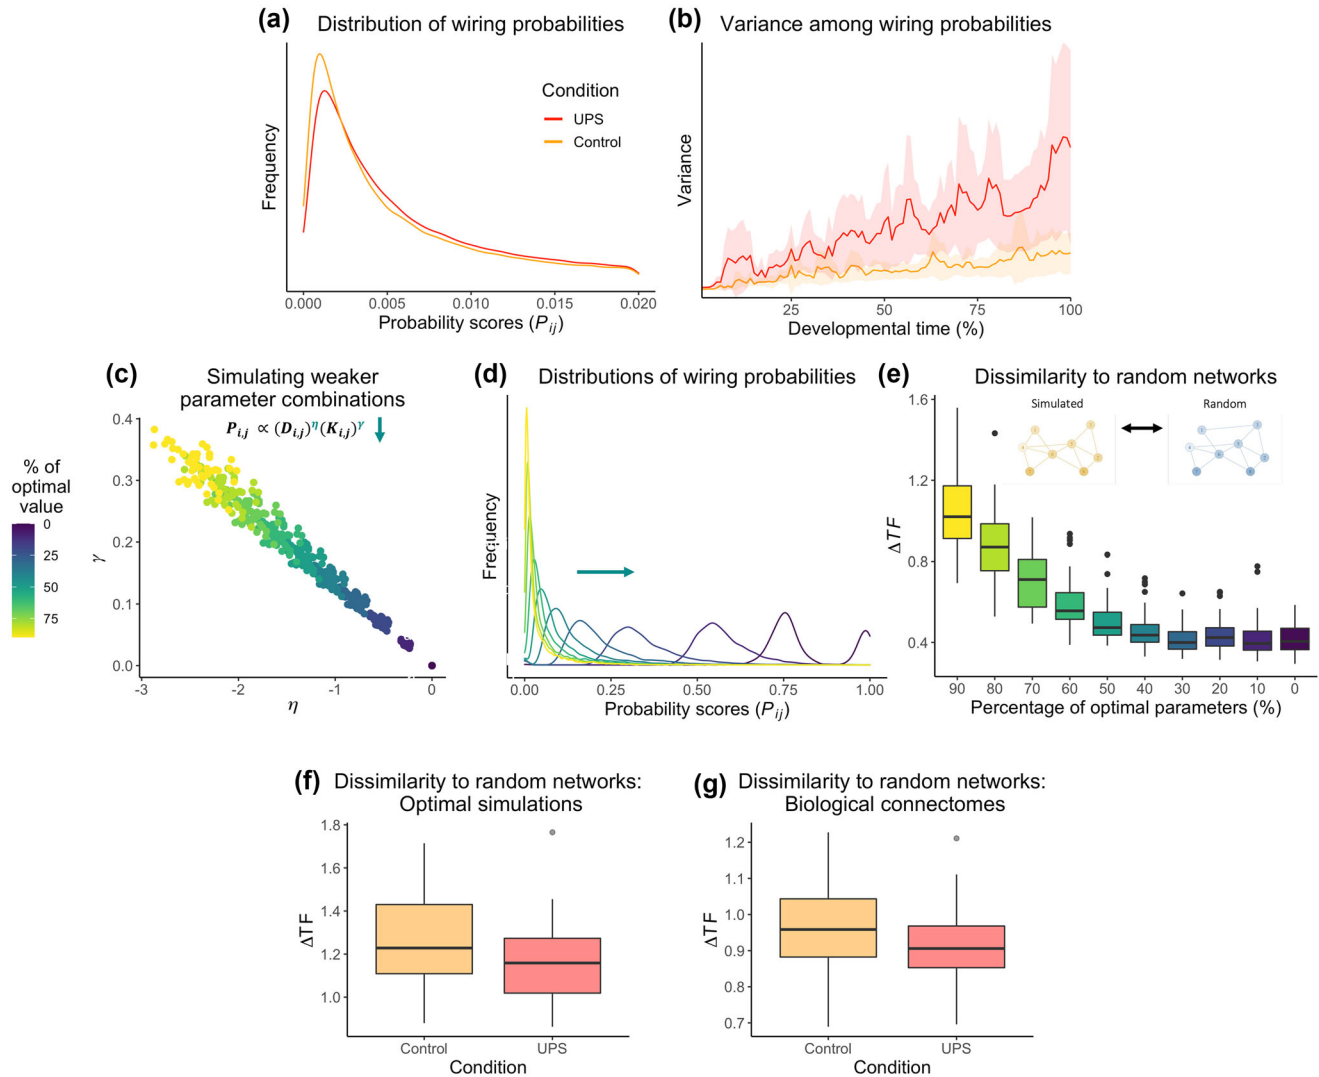 (a) Distribution of wiring probabilities
Frequency
Condition
UPS
Control
0.000 0.005 0.010 0.015 0.020
Probability scores (P ij)
(b) Variance among wiring probabilities
Variance
25 50 75 100
Developmental time (%)
(c) Simulating weaker
parameter combinations
P i,j ∝ (D i,j)^η (K i,j)^γ
% of
optimal
value
0
25
50
75
γ
0.4
0.3
0.2
0.1
0.0
-3 -2 -1 0
η
(d) Distributions of wiring probabilities
Frequency
0.00 0.25 0.50 0.75 1.00
Probability scores (P ij)
(e) Dissimilarity to random networks
Simulated Random
ΔTF
1.6
1.2
0.8
0.4
90 80 70 60 50 40 30 20 10 0
Percentage of optimal parameters (%)
(f) Dissimilarity to random networks:
Optimal simulations
ΔTF
1.8
1.6
1.4
1.2
1.0
Control UPS
Condition
(g) Dissimilarity to random networks:
Biological connectomes
ΔTF
1.2
1.1
1.0
0.9
0.8
0.7
Control UPS
Condition